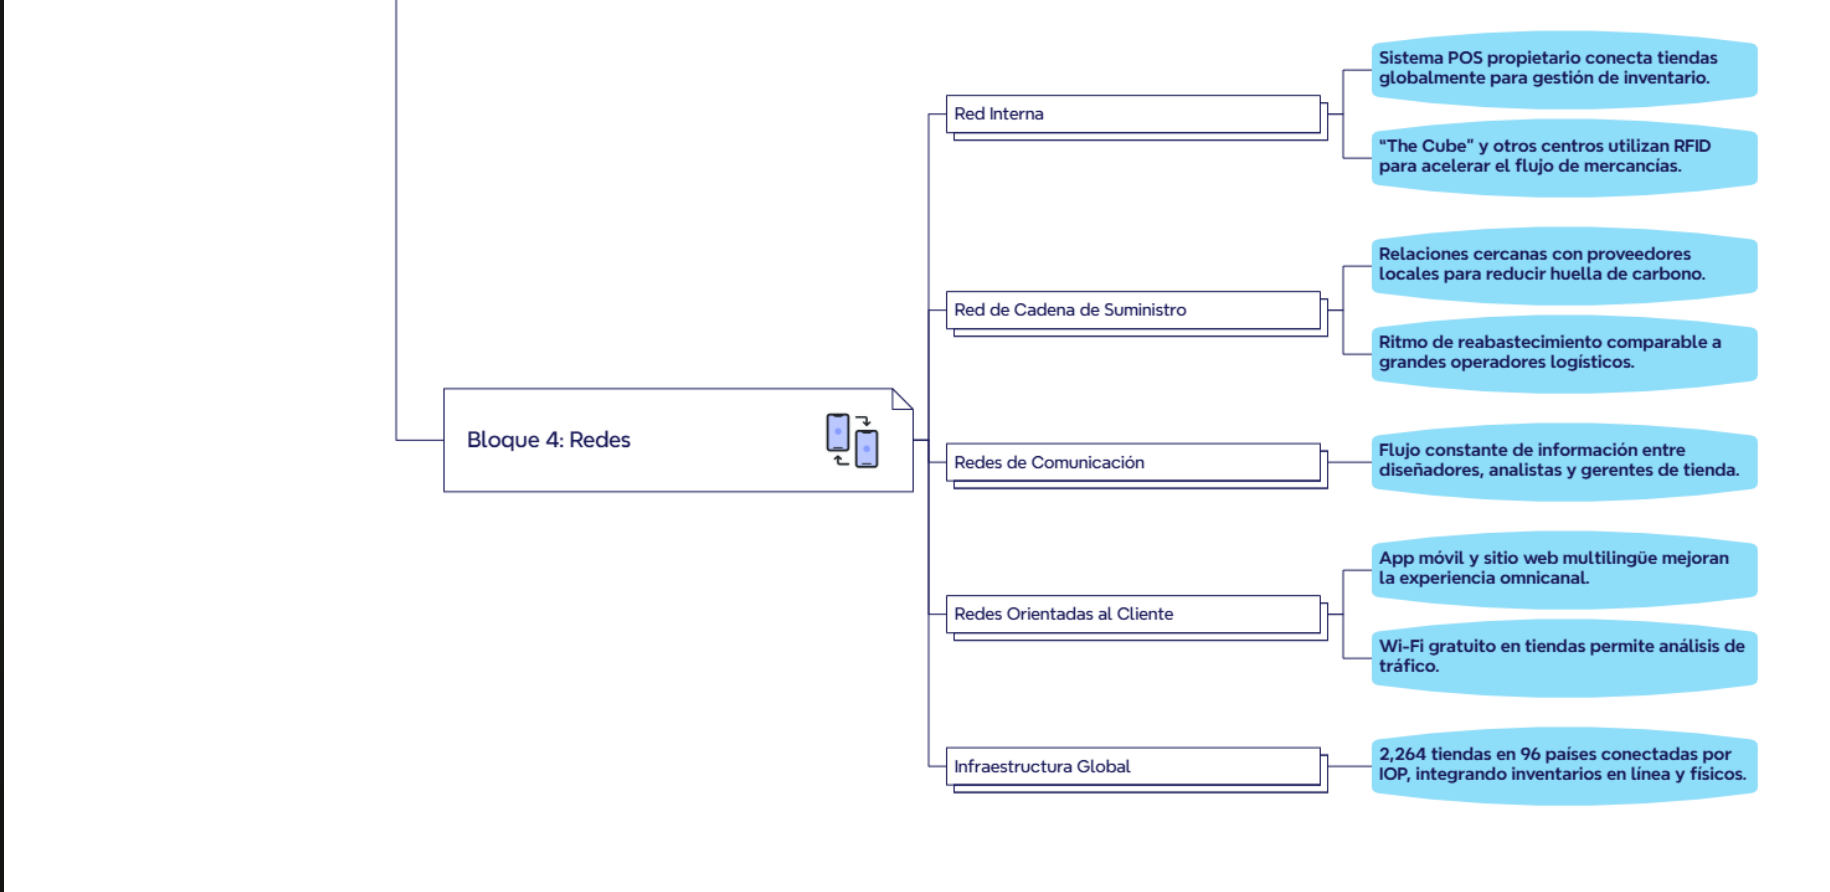 Bloque 4: Redes
Red Interna
Sistema POS propietario conecta tiendas
globalmente para gestión de inventario.
“The Cube” y otros centros utilizan RFID
para acelerar el flujo de mercancías.
Red de Cadena de Suministro
Relaciones cercanas con proveedores
locales para reducir huella de carbono.
Ritmo de reabastecimiento comparable a
grandes operadores logísticos.
Redes de Comunicación
Flujo constante de información entre
diseñadores, analistas y gerentes de tienda.
Redes Orientadas al Cliente
App móvil y sitio web multilingüe mejoran
la experiencia omnicanal.
Wi-Fi gratuito en tiendas permite análisis de
tráfico.
Infraestructura Global
2,264 tiendas en 96 países conectadas por
IOP, integrando inventarios en línea y físicos.